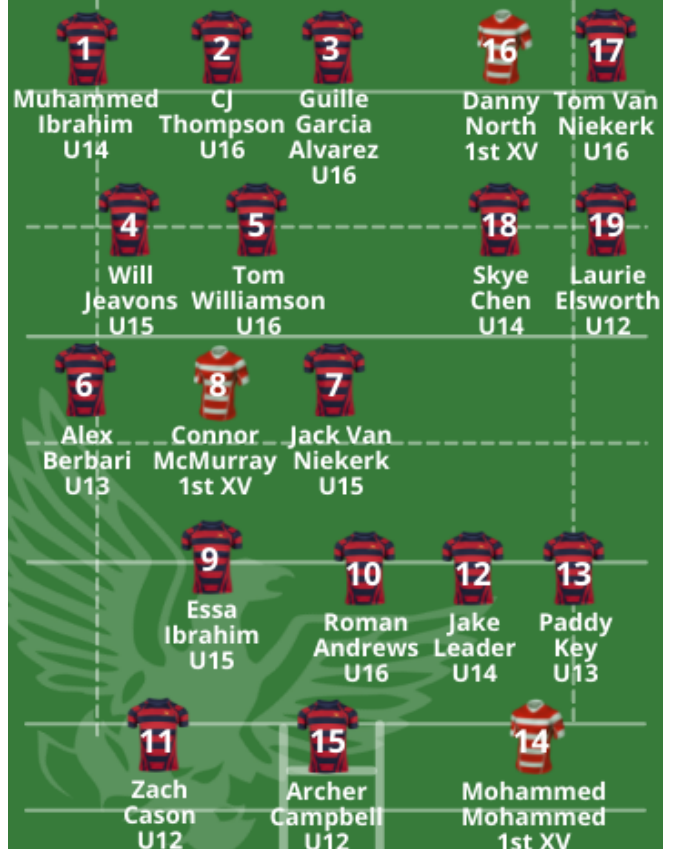 1
Muhammed
Ibrahim
U14
2
CJ
Thompson
U16
3
Guille
Garcia
Alvarez
U16
16
Danny
North
1st XV
17
Tom Van
Niekerk
U16
4
Will
Jeavons
U15
5
Tom
Williamson
U16
18
Skye
Chen
U14
19
Laurie
Elsworth
U12
6
Alex
Berbari
U13
8
Connor
McMurray
1st XV
7
Jack Van
Niekerk
U15
9
Essa
Ibrahim
U15
10
Roman
Andrews
U16
12
Jake
Leader
U14
13
Paddy
Key
U13
11
Zach
Cason
U12
15
Archer
Campbell
U12
14
Mohammed
Mohammed
1st XV